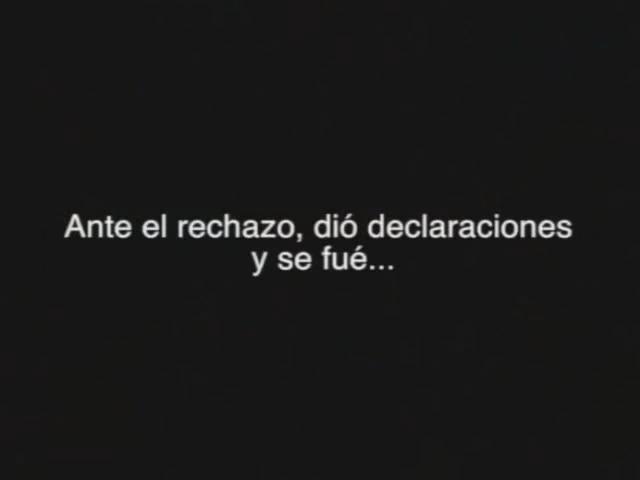 Ante el rechazo, dió declaraciones
y se fué...